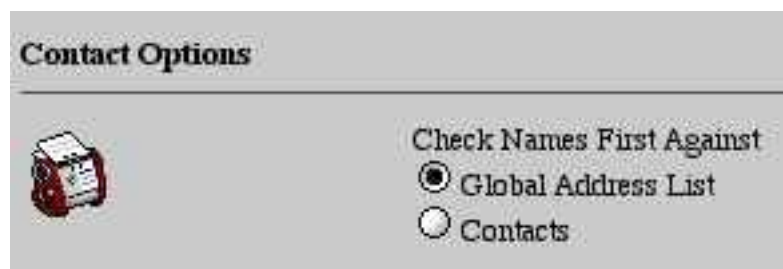 Contact Options
Check Names First Against
Global Address List
Contacts